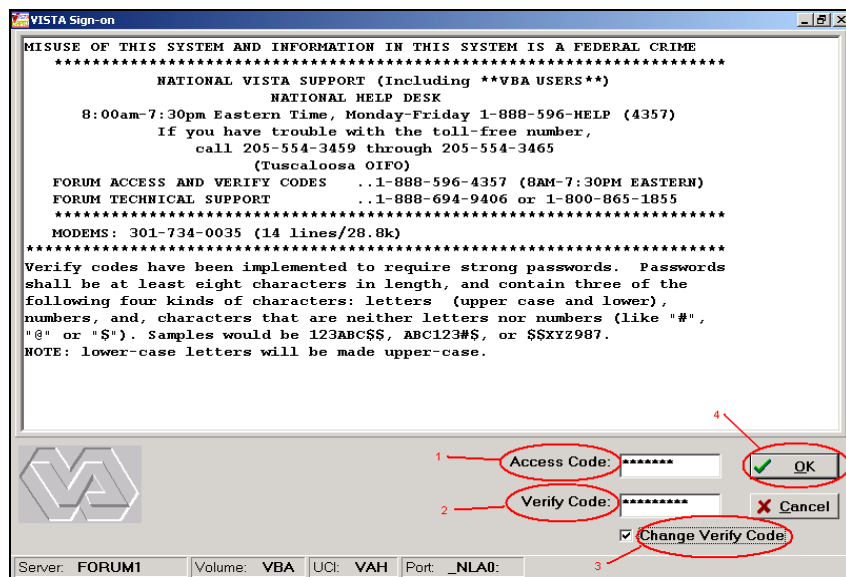 VISTA Sign-on
MISUSE OF THIS SYSTEM AND INFORMATION IN THIS SYSTEM IS A FEDERAL CRIME
*************************************************************************
NATIONAL VISTA SUPPORT (Including **VBA USERS**)
NATIONAL HELP DESK
8:00am-7:30pm Eastern Time, Monday-Friday 1-888-596-HELP (4357)
If you have trouble with the toll-free number,
call 205-554-3459 through 205-554-3465
(Tuscaloosa OIFO)
FORUM ACCESS AND VERIFY CODES ..1-888-596-4357 (8AM-7:30PM EASTERN)
FORUM TECHNICAL SUPPORT ..1-888-694-9406 or 1-800-865-1855
*************************************************************************
MODEMS: 301-734-0035 (14 lines/28.8k)
****************************************************************************
Verify codes have been implemented to require strong passwords. Passwords
shall be at least eight characters in length, and contain three of the
following four kinds of characters: letters (upper case and lower),
numbers, and, characters that are neither letters nor numbers (like "#",
"@" or "$"). Samples would be 123ABC$$, ABC123#$, or $$XYZ987.
NOTE: lower-case letters will be made upper-case.
4
1 Access Code: ******* OK
2 Verify Code: ********* Cancel
Change Verify Code
3
Server: FORUM1 Volume: VBA UCI: VAH Port: _NLA0: